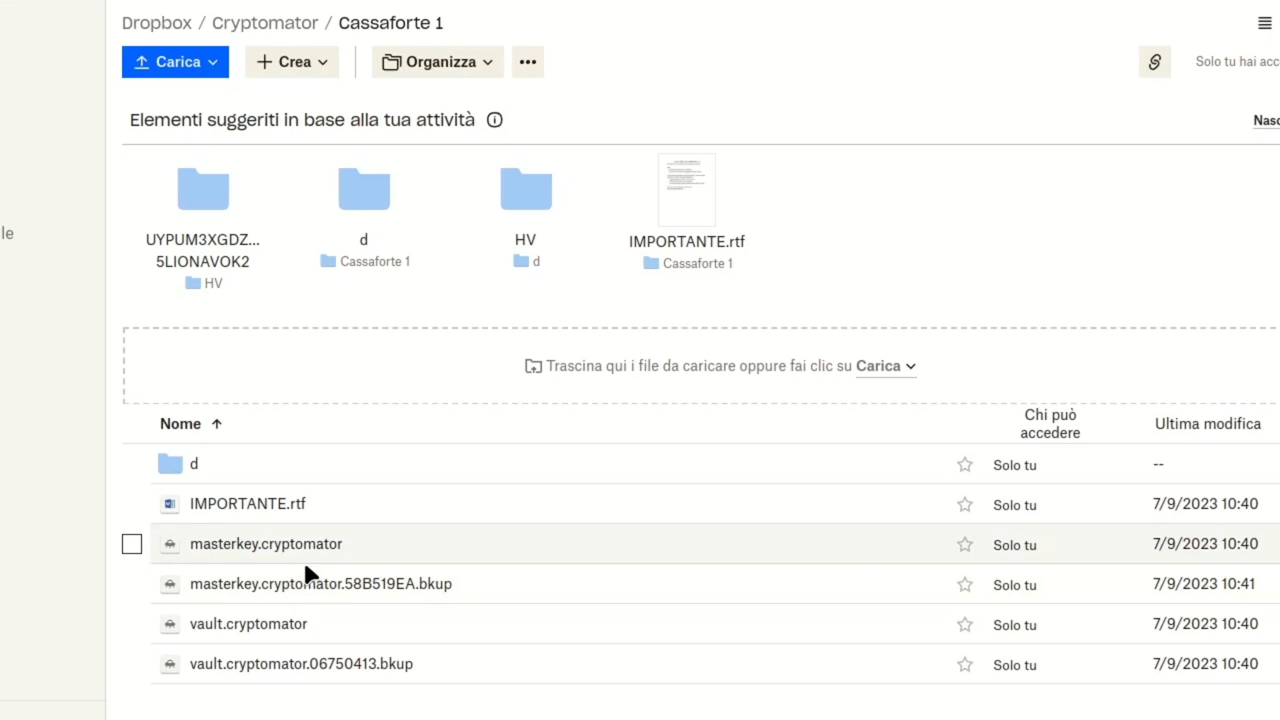 Dropbox / Cryptomator / Cassaforte 1
Carica
Crea
Organizza
Solo tu hai acc
Elementi suggeriti in base alla tua attività
Nasc
UYPUM3XGDZ...
5LIONAVOK2
HV
d
Cassaforte 1
HV
d
IMPORTANTE.rtf
Cassaforte 1
le
Trascina qui i file da caricare oppure fai clic su Carica
Nome
Chi può
accedere
Ultima modifica
d Solo tu --
IMPORTANTE.rtf Solo tu 7/9/2023 10:40
masterkey.cryptomator Solo tu 7/9/2023 10:40
masterkey.cryptomator.58B519EA.bkup Solo tu 7/9/2023 10:41
vault.cryptomator Solo tu 7/9/2023 10:40
vault.cryptomator.06750413.bkup Solo tu 7/9/2023 10:40